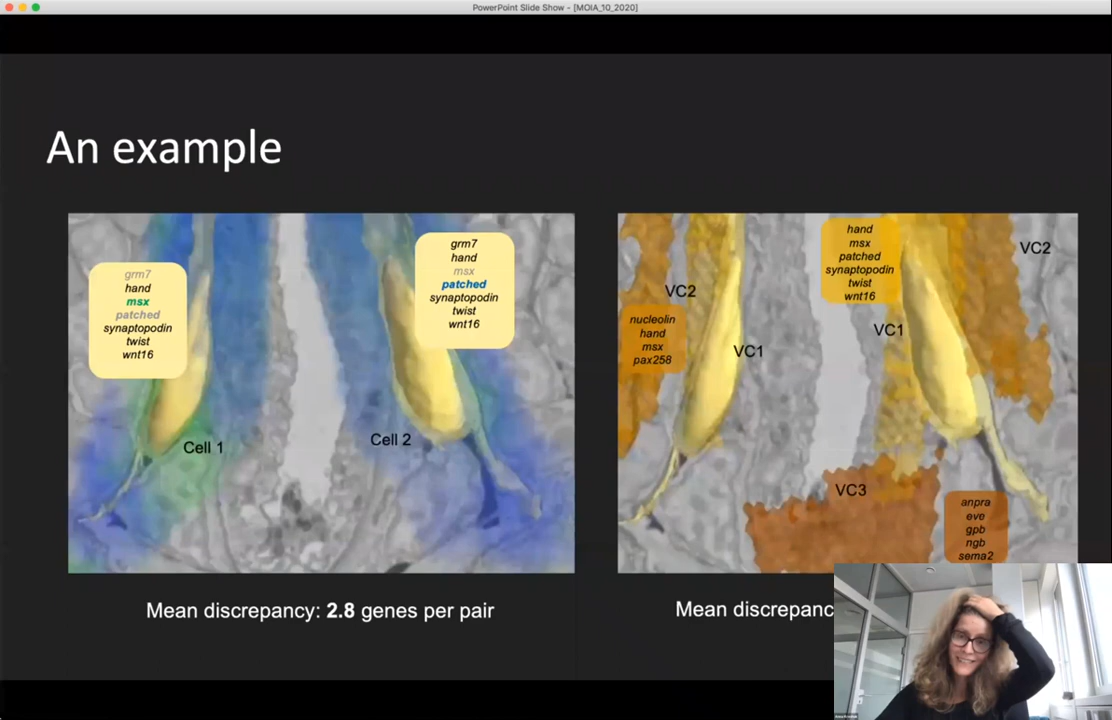 PowerPoint Slide Show - [MOIA_10_2020]
An example
grm7
hand
msx
patched
synaptopodin
twist
wnt16
grm7
hand
msx
patched
synaptopodin
twist
wnt16
Cell 1
Cell 2
Mean discrepancy: 2.8 genes per pair
hand
msx
patched
synaptopodin
twist
wnt16
VC2
VC2
nucleolin
hand
msx
pax258
VC1
VC1
VC3
anpra
eve
gpb
ngb
sema2
Mean discrepanc